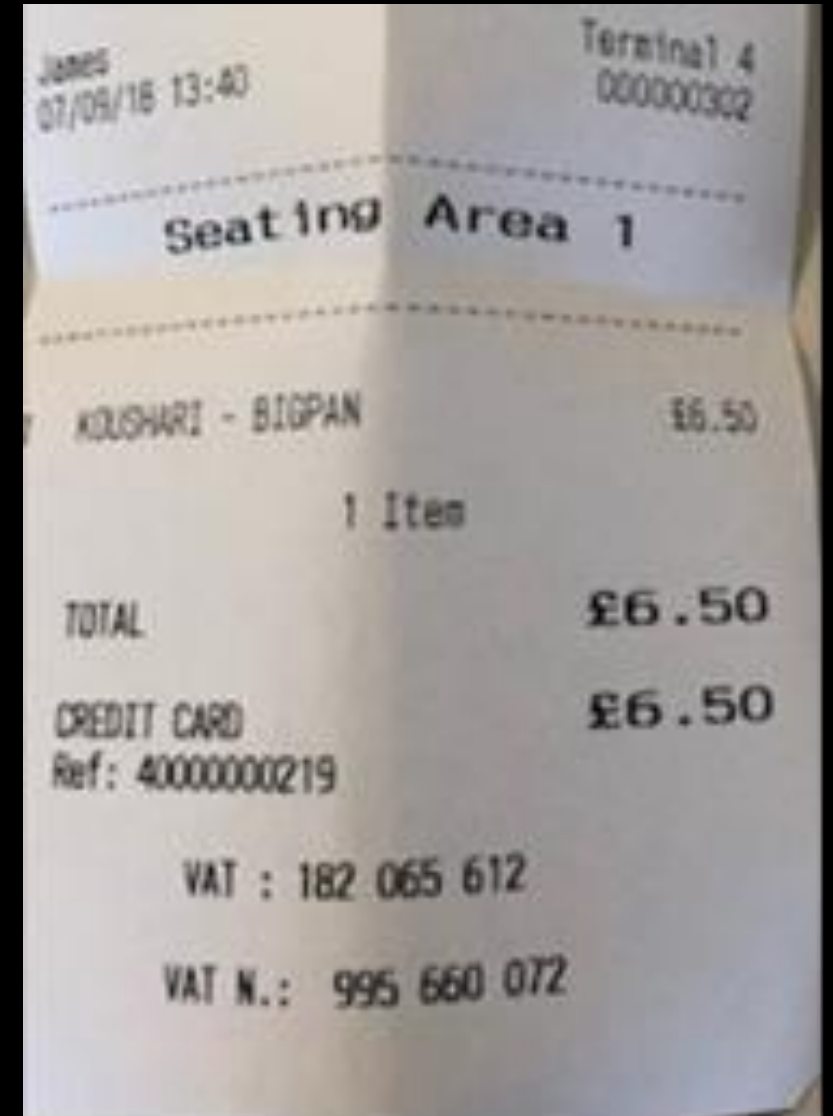 James
Terminal 4
07/09/16 13:40
000000302
Seating Area 1
KOUSHARI - BIGPAN £6.50
1 Item
TOTAL £6.50
CREDIT CARD £6.50
Ref: 40000000219
VAT : 182 065 612
VAT N.: 995 660 072